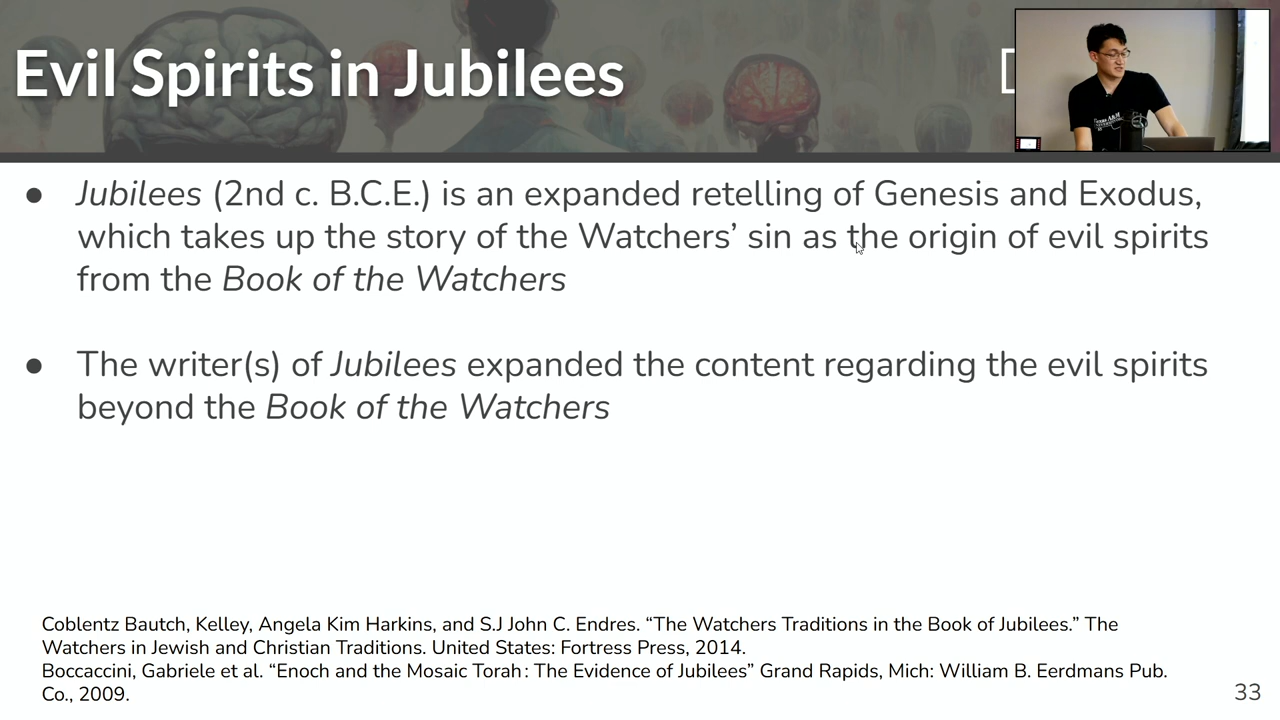 Evil Spirits in Jubilees
● Jubilees (2nd c. B.C.E.) is an expanded retelling of Genesis and Exodus,
which takes up the story of the Watchers’ sin as the origin of evil spirits
from the Book of the Watchers
● The writer(s) of Jubilees expanded the content regarding the evil spirits
beyond the Book of the Watchers
Coblentz Bautch, Kelley, Angela Kim Harkins, and S.J John C. Endres. “The Watchers Traditions in the Book of Jubilees.” The
Watchers in Jewish and Christian Traditions. United States: Fortress Press, 2014.
Boccaccini, Gabriele et al. “Enoch and the Mosaic Torah : The Evidence of Jubilees” Grand Rapids, Mich: William B. Eerdmans Pub.
Co., 2009.
33